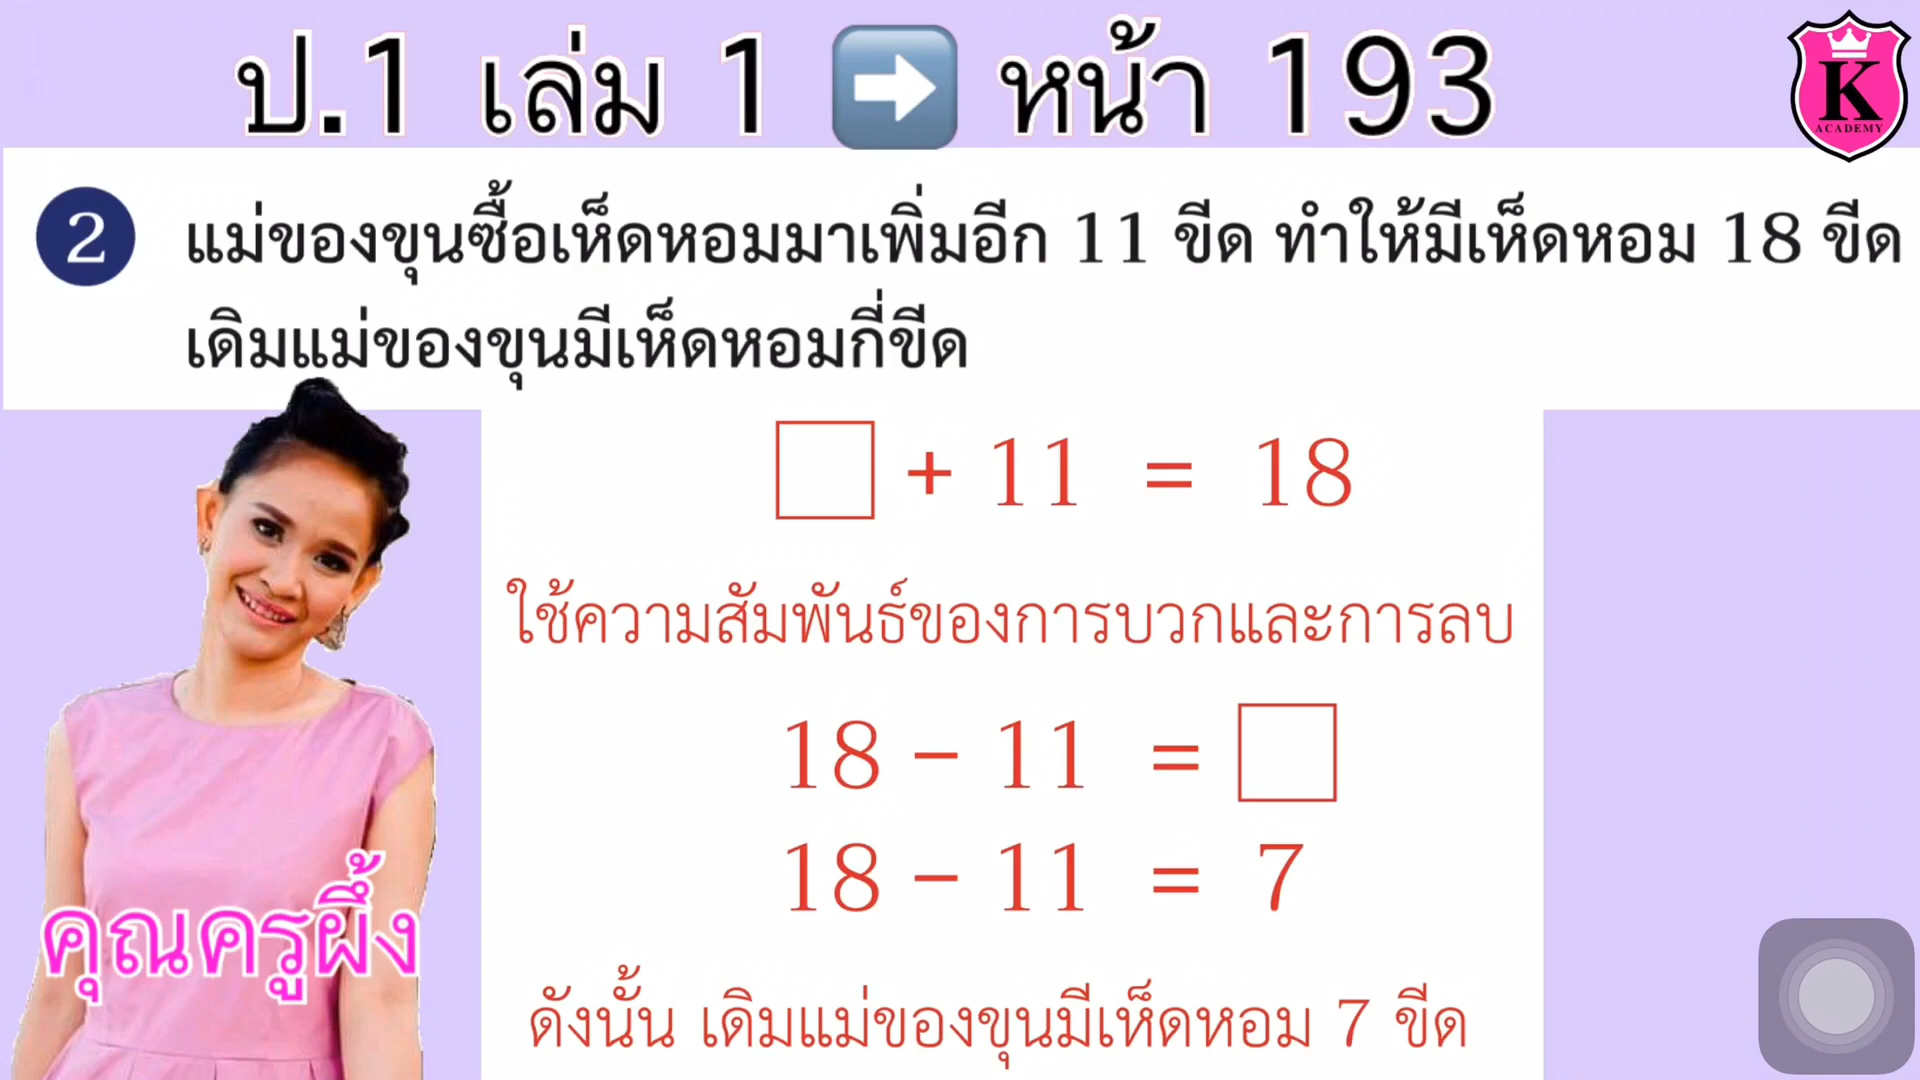 ป.1 เล่ม 1 ➡ หน้า 193
K
ACADEMY
2 แม่ของขุนซื้อเห็ดหอมมาเพิ่มอีก 11 ขีด ทำให้มีเห็ดหอม 18 ขีด
เดิมแม่ของขุนมีเห็ดหอมกี่ขีด
□ + 11 = 18
ใช้ความสัมพันธ์ของการบวกและการลบ
18 − 11 = □
18 − 11 = 7
คุณครูผึ้ง
ดังนั้น เดิมแม่ของขุนมีเห็ดหอม 7 ขีด